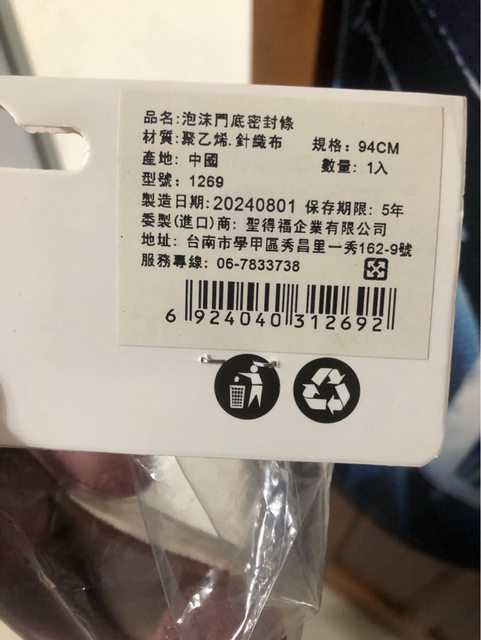 品名:泡沫門底密封條
材質:聚乙烯.針織布 規格: 94CM
產地: 中國 數量: 1入
型號: 1269
製造日期: 20240801 保存期限: 5年
委製(進口)商: 聖得福企業有限公司
地址: 台南市學甲區秀昌里一秀162-9號
服務專線: 06-7833738
6 924040 312692